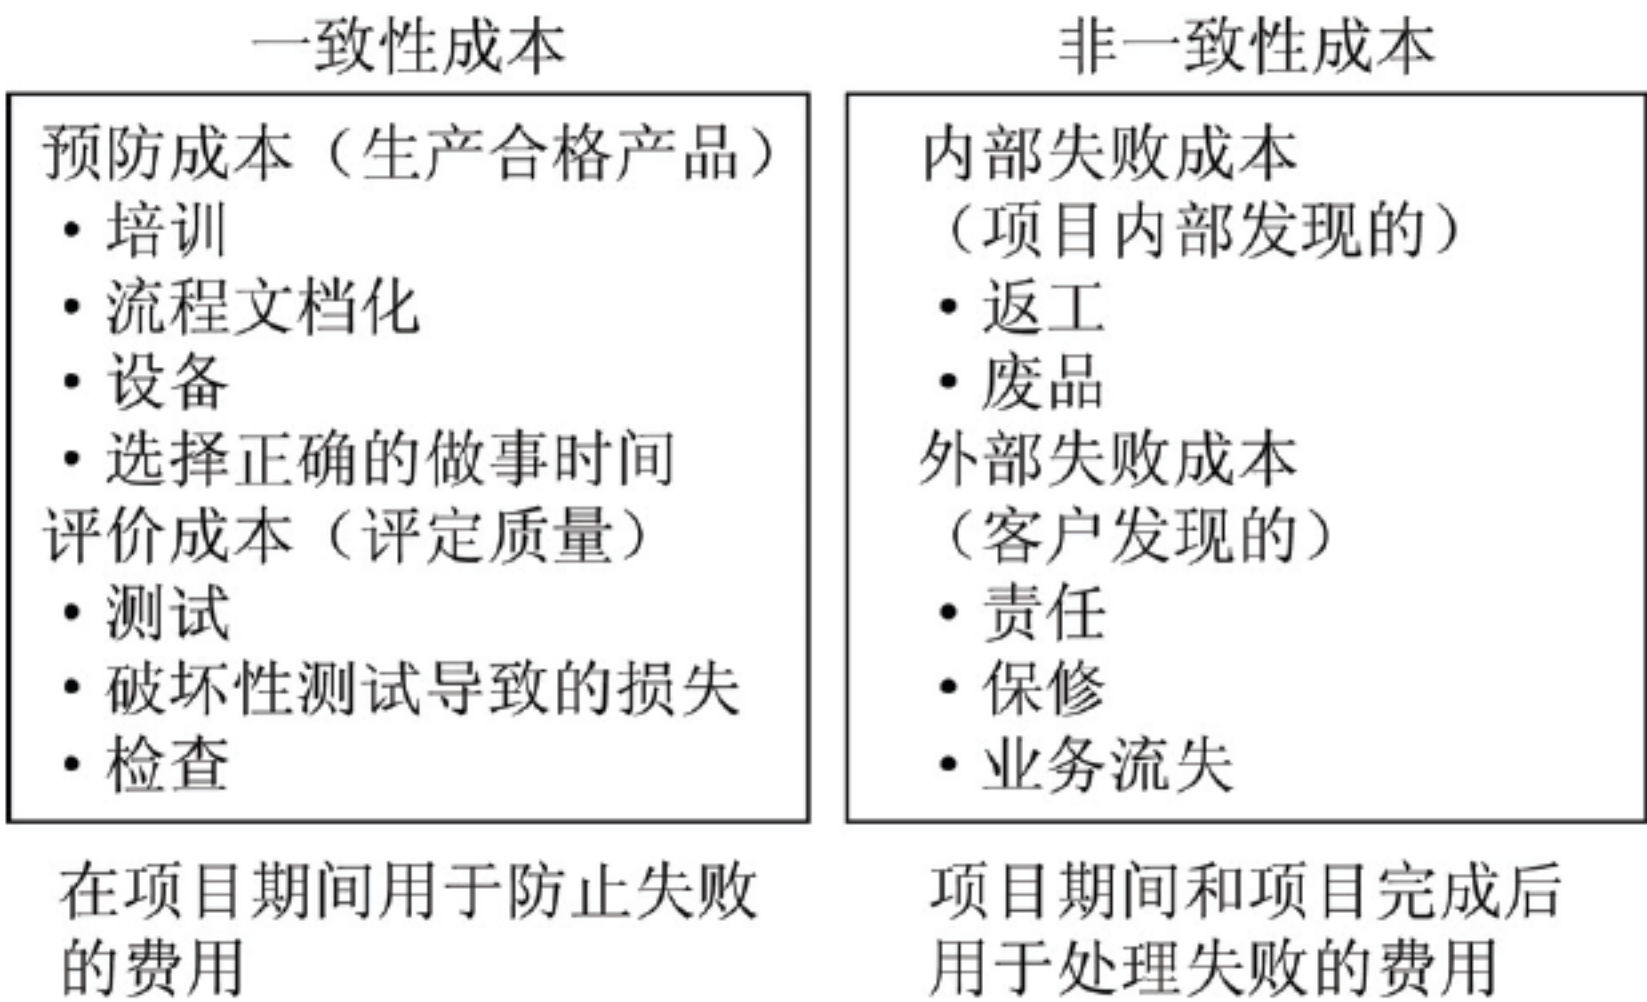 一致性成本
预防成本（生产合格产品）
• 培训
• 流程文档化
• 设备
• 选择正确的做事时间
评价成本（评定质量）
• 测试
• 破坏性测试导致的损失
• 检查
在项目期间用于防止失败
的费用
非一致性成本
内部失败成本
（项目内部发现的）
• 返工
• 废品
外部失败成本
（客户发现的）
• 责任
• 保修
• 业务流失
项目期间和项目完成后
用于处理失败的费用